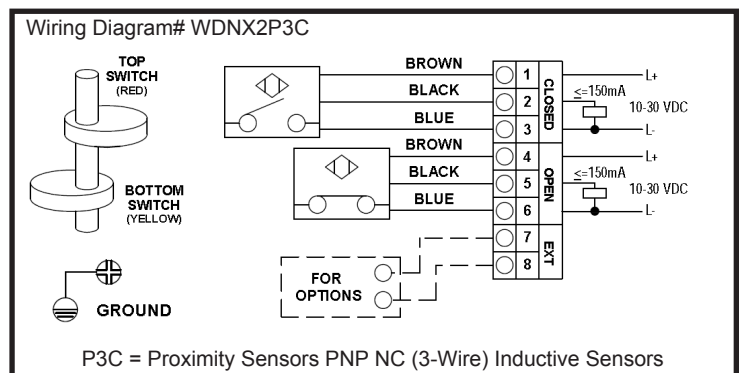 Wiring Diagram# WDNX2P3C
TOP
SWITCH
(RED)
BOTTOM
SWITCH
(YELLOW)
GROUND
BROWN
BLACK
BLUE
BROWN
BLACK
BLUE
FOR
OPTIONS
1
2
3
4
5
6
7
8
CLOSED
OPEN
EXT
L+
<=150mA
10-30 VDC
L-
L+
<=150mA
10-30 VDC
L-
P3C = Proximity Sensors PNP NC (3-Wire) Inductive Sensors